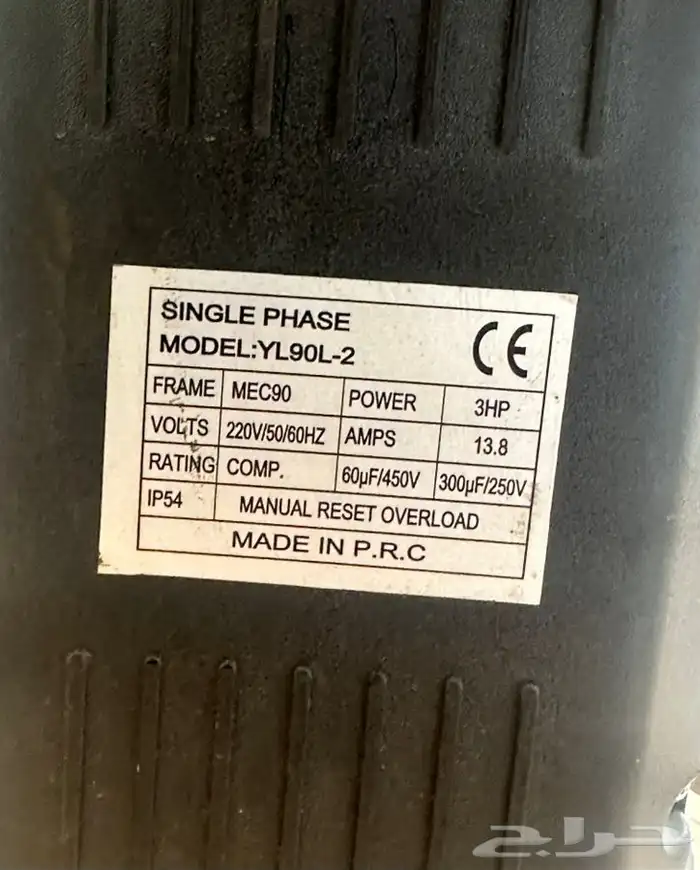 SINGLE PHASE
MODEL:YL90L-2
CE
FRAME MEC90 POWER 3HP
VOLTS 220V/50/60HZ AMPS 13.8
RATING COMP. 60µF/450V 300µF/250V
IP54 MANUAL RESET OVERLOAD
MADE IN P.R.C
حراج